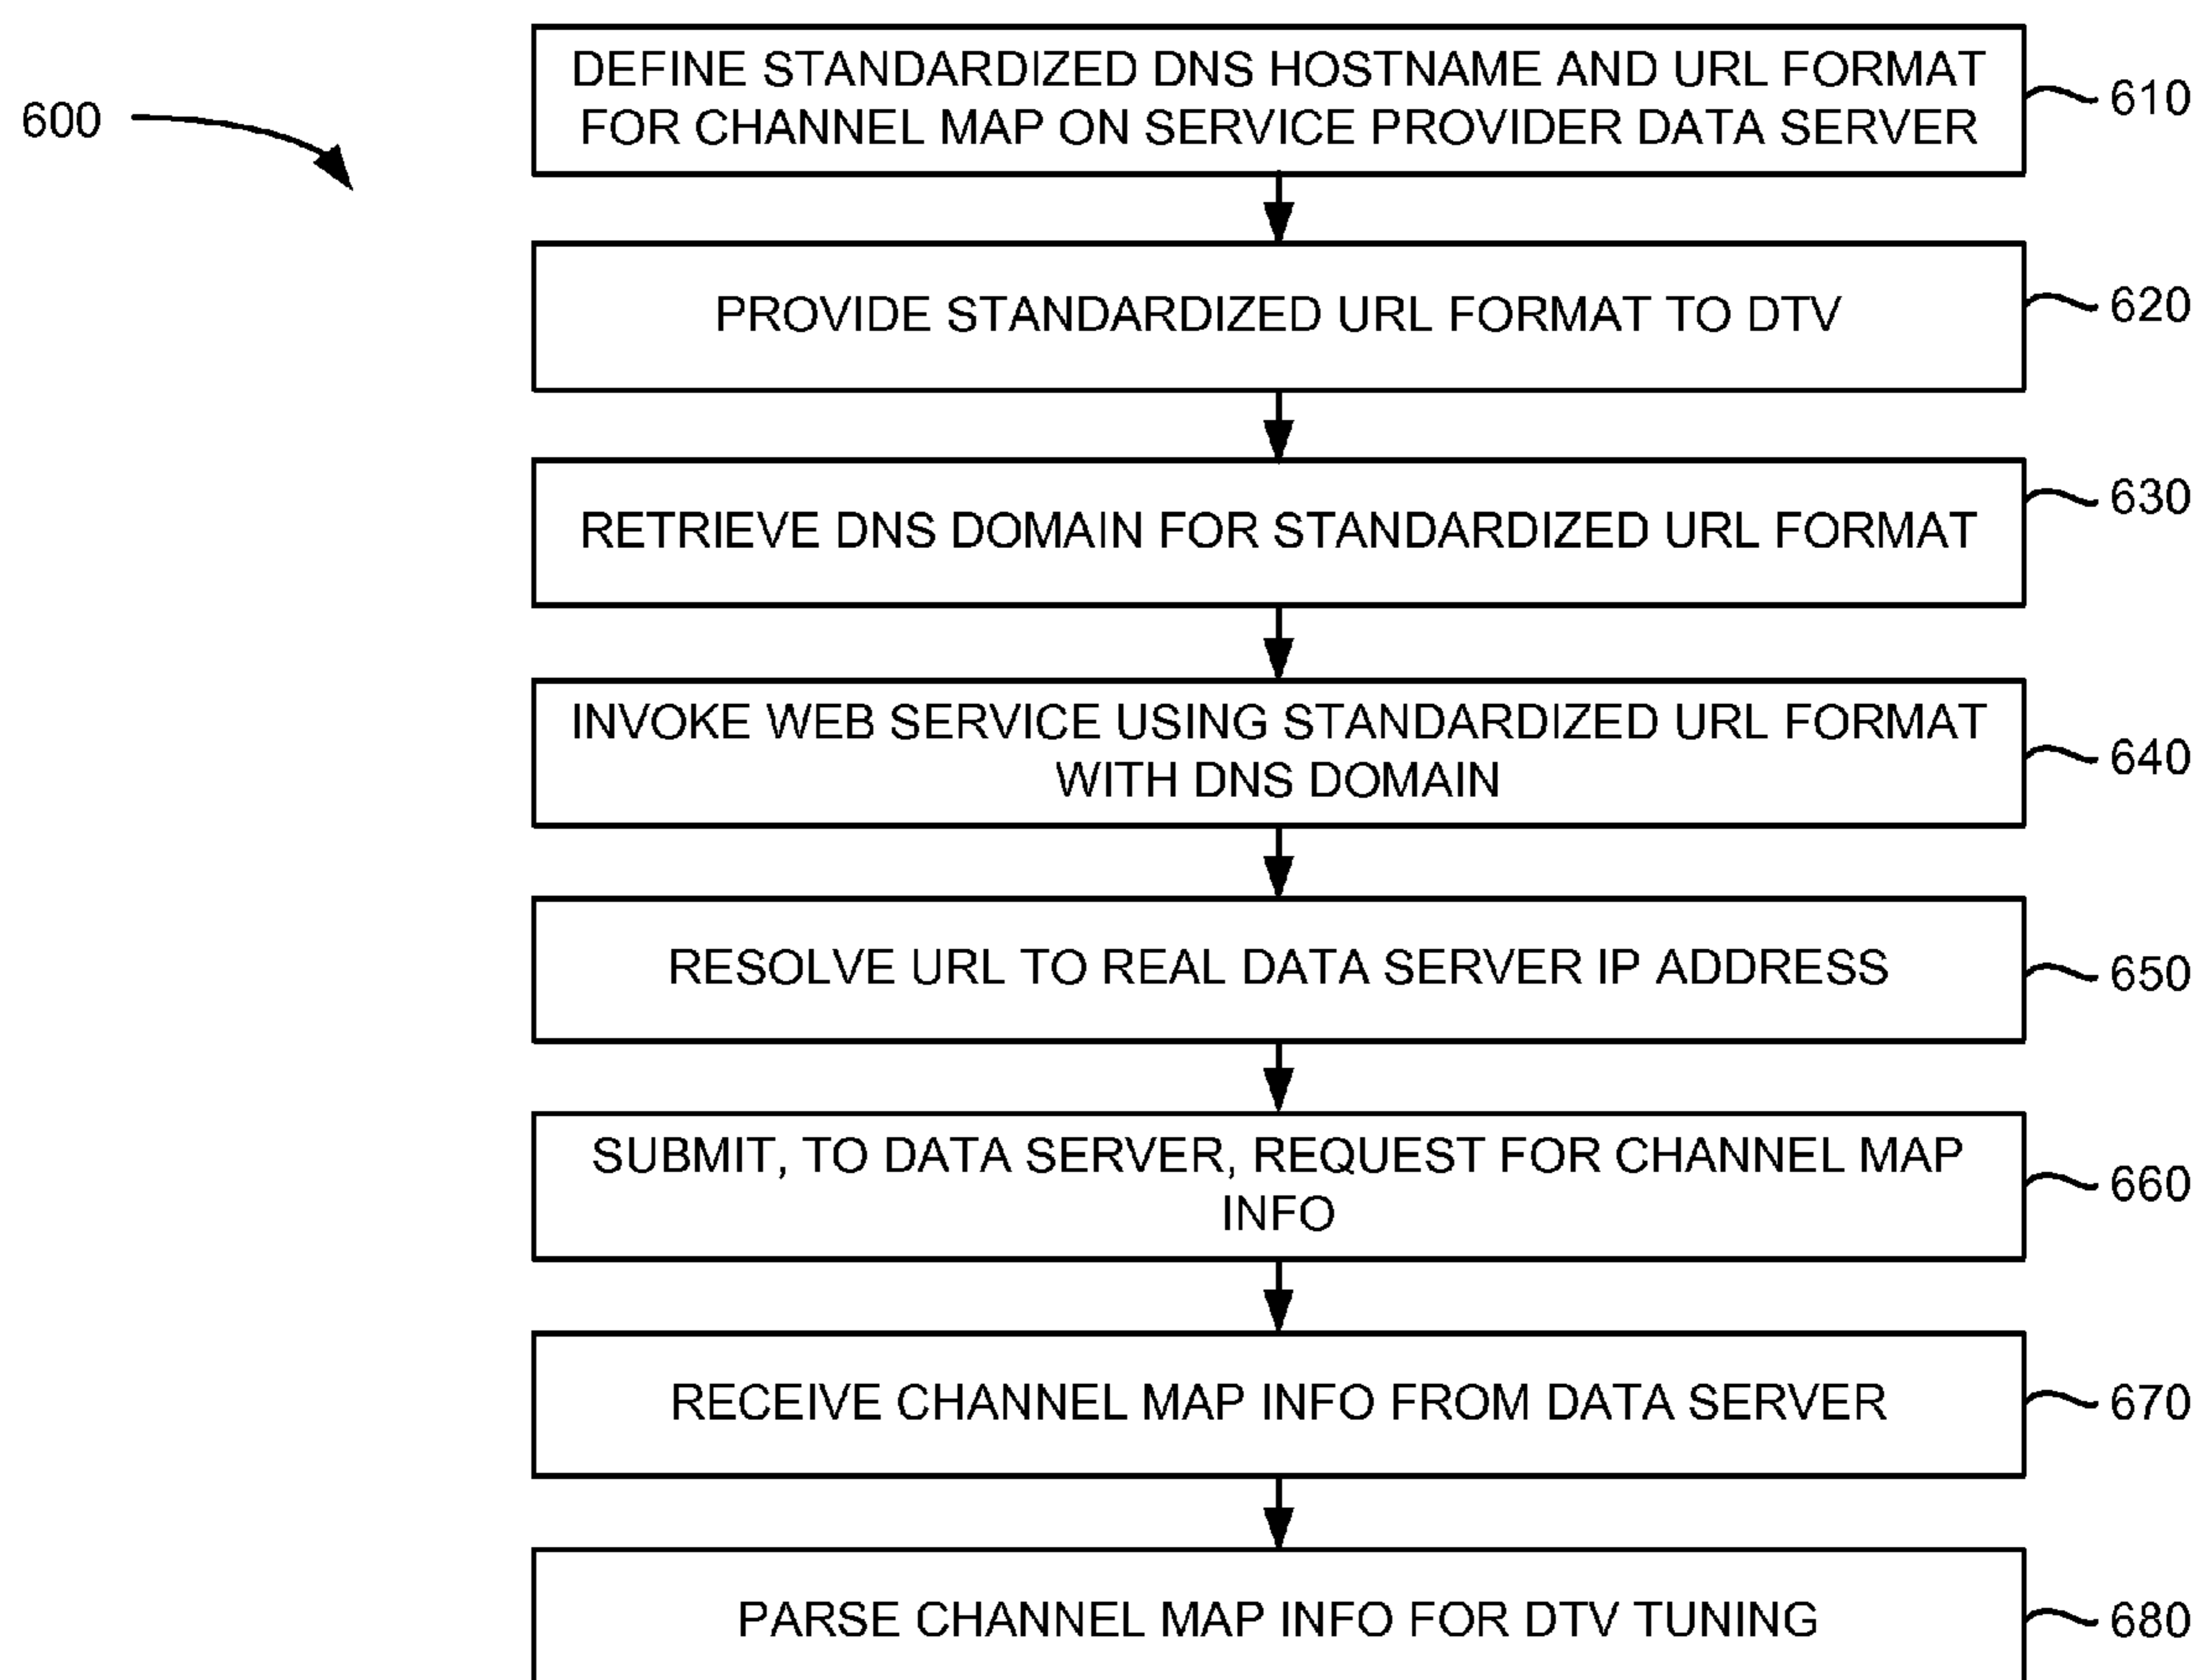 600
DEFINE STANDARDIZED DNS HOSTNAME AND URL FORMAT
FOR CHANNEL MAP ON SERVICE PROVIDER DATA SERVER
610
PROVIDE STANDARDIZED URL FORMAT TO DTV
620
RETRIEVE DNS DOMAIN FOR STANDARDIZED URL FORMAT
630
INVOKE WEB SERVICE USING STANDARDIZED URL FORMAT
WITH DNS DOMAIN
640
RESOLVE URL TO REAL DATA SERVER IP ADDRESS
650
SUBMIT, TO DATA SERVER, REQUEST FOR CHANNEL MAP
INFO
660
RECEIVE CHANNEL MAP INFO FROM DATA SERVER
670
PARSE CHANNEL MAP INFO FOR DTV TUNING
680